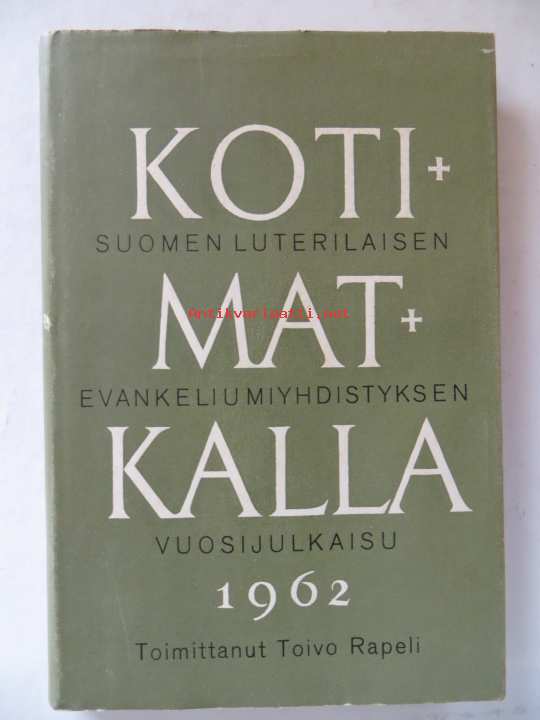 KOTI+
SUOMEN LUTERILAISEN
MAT+
Antikvariaatti.net
EVANKELIUMIYHDISTYKSEN
KALLA
VUOSIJULKAISU
1962
Toimittanut Toivo Rapeli